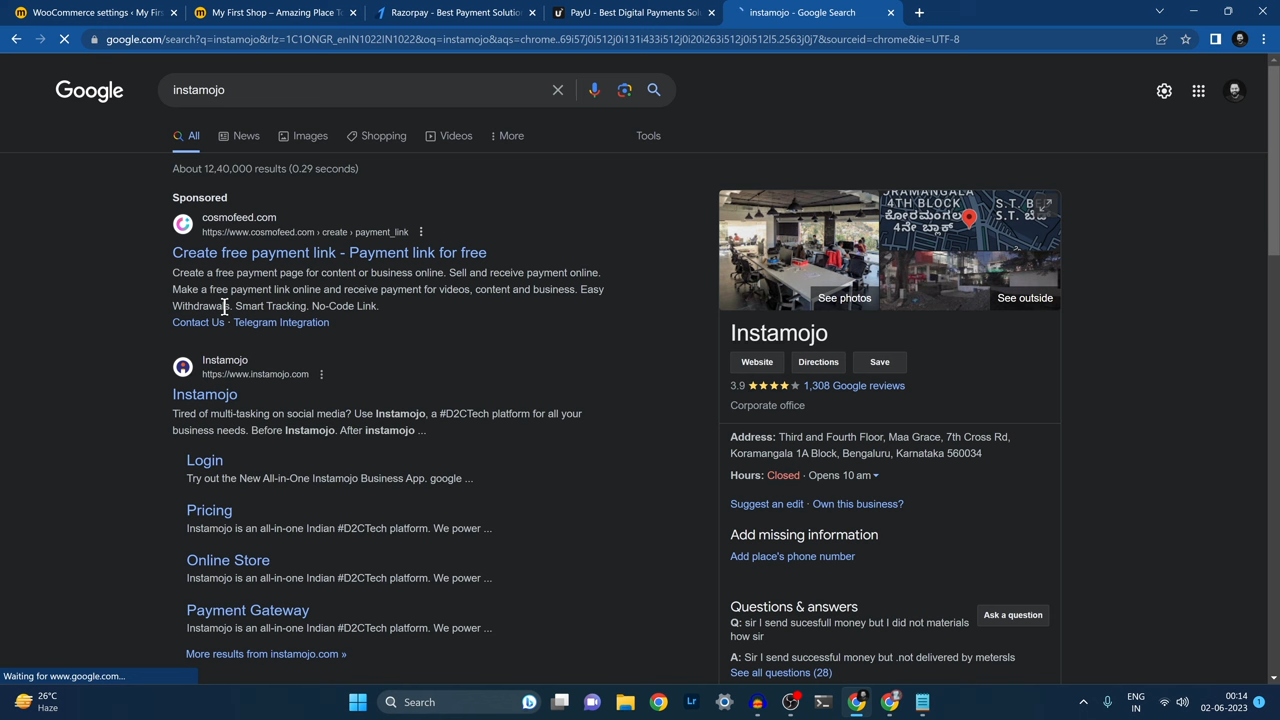 WooCommerce settings ‹ My Firs
My First Shop – Amazing Place To
Razorpay - Best Payment Solution
PayU - Best Digital Payments Solu
instamojo - Google Search
google.com/search?q=instamojo&rlz=1C1ONGR_enIN1022IN1022&oq=instamojo&aqs=chrome..69i57j0i512j0i131i433i512j0i20i263i512j0i512l5.2563j0j7&sourceid=chrome&ie=UTF-8
Google
instamojo
All
News
Images
Shopping
Videos
More
Tools
About 12,40,000 results (0.29 seconds)
Sponsored
cosmofeed.com
https://www.cosmofeed.com › create › payment_link
Create free payment link - Payment link for free
Create a free payment page for content or business online. Sell and receive payment online.
Make a free payment link online and receive payment for videos, content and business. Easy
Withdrawals. Smart Tracking. No-Code Link.
Contact Us · Telegram Integration
Instamojo
https://www.instamojo.com
Instamojo
Tired of multi-tasking on social media? Use Instamojo, a #D2CTech platform for all your
business needs. Before Instamojo. After instamojo ...
Login
Try out the New All-in-One Instamojo Business App. google ...
Pricing
Instamojo is an all-in-one Indian #D2CTech platform. We power ...
Online Store
Instamojo is an all-in-one Indian #D2CTech platform. We power ...
Payment Gateway
Instamojo is an all-in-one Indian #D2CTech platform. We power ...
More results from instamojo.com »
4TH BLOCK
4ನೇ ಬ್ಲಾಕ್
S.T. BE
See photos
See outside
Instamojo
Website
Directions
Save
3.9 ★★★★ 1,308 Google reviews
Corporate office
Address: Third and Fourth Floor, Maa Grace, 7th Cross Rd,
Koramangala 1A Block, Bengaluru, Karnataka 560034
Hours: Closed · Opens 10 am
Suggest an edit · Own this business?
Add missing information
Add place's phone number
Questions & answers
Ask a question
Q: sir I send sucesfull money but I did not materials
how sir
A: Sir I send successful money but .not delivered by metersls
See all questions (28)
Waiting for www.google.com...
26°C
Haze
Search
Lr
ENG
IN
00:14
02-06-2023